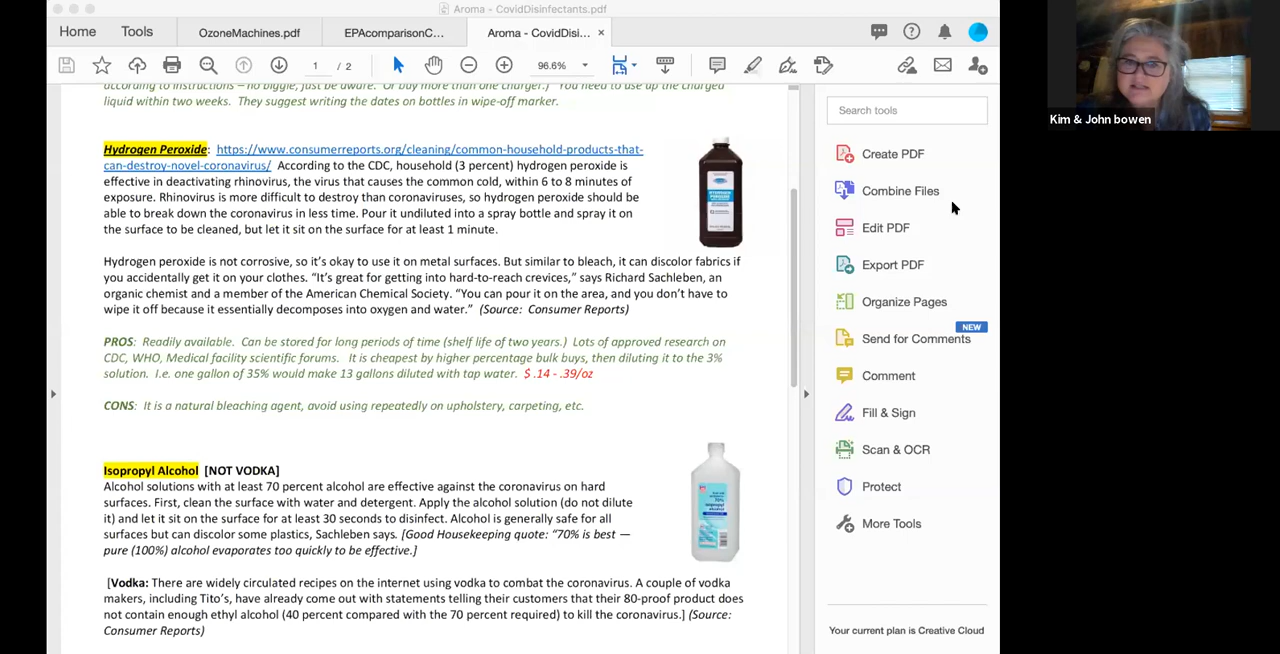 Aroma - CovidDisinfectants.pdf
Home
Tools
OzoneMachines.pdf
EPAcomparisonC...
Aroma - CovidDisi...
×
1 / 2
96.6%
Kim & John bowen
according to instructions – no biggie, just be aware. Or buy more than one charger.) You need to use up the charged
liquid within two weeks. They suggest writing the dates on bottles in wipe-off marker.
Hydrogen Peroxide: https://www.consumerreports.org/cleaning/common-household-products-that-
can-destroy-novel-coronavirus/ According to the CDC, household (3 percent) hydrogen peroxide is
effective in deactivating rhinovirus, the virus that causes the common cold, within 6 to 8 minutes of
exposure. Rhinovirus is more difficult to destroy than coronaviruses, so hydrogen peroxide should be
able to break down the coronavirus in less time. Pour it undiluted into a spray bottle and spray it on
the surface to be cleaned, but let it sit on the surface for at least 1 minute.
Hydrogen peroxide is not corrosive, so it's okay to use it on metal surfaces. But similar to bleach, it can discolor fabrics if
you accidentally get it on your clothes. “It's great for getting into hard-to-reach crevices,” says Richard Sachleben, an
organic chemist and a member of the American Chemical Society. “You can pour it on the area, and you don't have to
wipe it off because it essentially decomposes into oxygen and water.” (Source: Consumer Reports)
PROS: Readily available. Can be stored for long periods of time (shelf life of two years.) Lots of approved research on
CDC, WHO, Medical facility scientific forums. It is cheapest by higher percentage bulk buys, then diluting it to the 3%
solution. I.e. one gallon of 35% would make 13 gallons diluted with tap water. $ .14 - .39/oz
CONS: It is a natural bleaching agent, avoid using repeatedly on upholstery, carpeting, etc.
Isopropyl Alcohol [NOT VODKA]
Alcohol solutions with at least 70 percent alcohol are effective against the coronavirus on hard
surfaces. First, clean the surface with water and detergent. Apply the alcohol solution (do not dilute
it) and let it sit on the surface for at least 30 seconds to disinfect. Alcohol is generally safe for all
surfaces but can discolor some plastics, Sachleben says. [Good Housekeeping quote: “70% is best —
pure (100%) alcohol evaporates too quickly to be effective.]
[Vodka: There are widely circulated recipes on the internet using vodka to combat the coronavirus. A couple of vodka
makers, including Tito's, have already come out with statements telling their customers that their 80-proof product does
not contain enough ethyl alcohol (40 percent compared with the 70 percent required) to kill the coronavirus.] (Source:
Consumer Reports)
Search tools
Create PDF
Combine Files
Edit PDF
Export PDF
Organize Pages
NEW
Send for Comments
Comment
Fill & Sign
Scan & OCR
Protect
More Tools
Your current plan is Creative Cloud